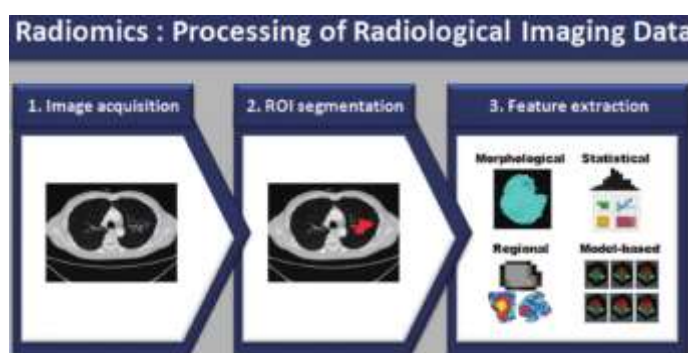 Radiomics : Processing of Radiological Imaging Data
1. Image acquisition
2. ROI segmentation
3. Feature extraction
Morphological
Statistical
Regional
Model-based